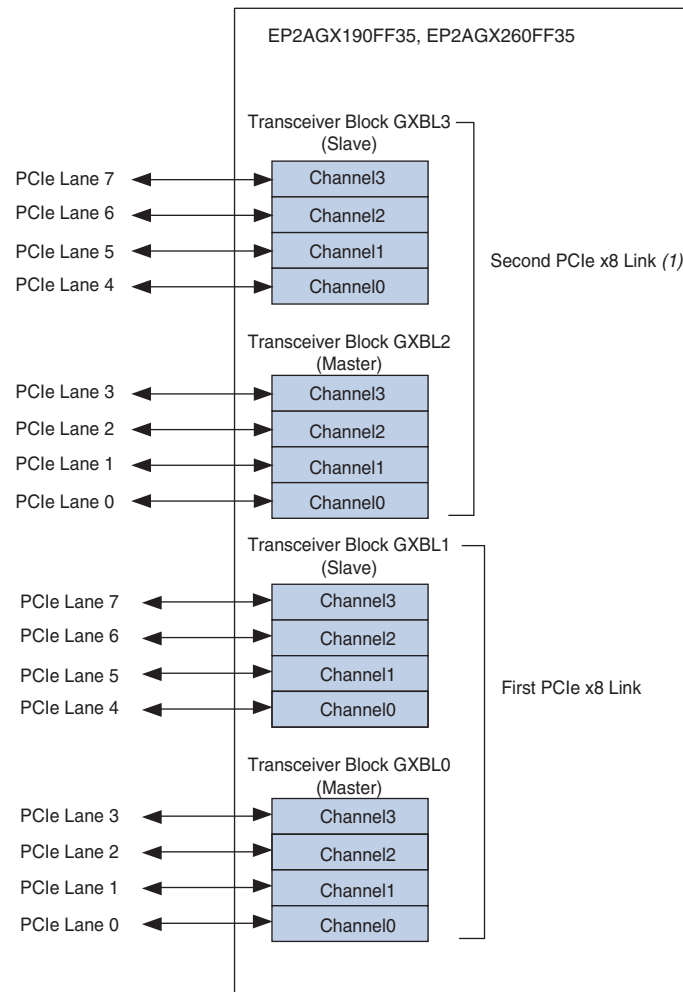 EP2AGX190FF35, EP2AGX260FF35
Transceiver Block GXBL3
(Slave)
PCIe Lane 7 Channel3
PCIe Lane 6 Channel2
PCIe Lane 5 Channel1
PCIe Lane 4 Channel0
Second PCIe x8 Link (1)
Transceiver Block GXBL2
(Master)
PCIe Lane 3 Channel3
PCIe Lane 2 Channel2
PCIe Lane 1 Channel1
PCIe Lane 0 Channel0
Transceiver Block GXBL1
(Slave)
PCIe Lane 7 Channel3
PCIe Lane 6 Channel2
PCIe Lane 5 Channel1
PCIe Lane 4 Channel0
First PCIe x8 Link
Transceiver Block GXBL0
(Master)
PCIe Lane 3 Channel3
PCIe Lane 2 Channel2
PCIe Lane 1 Channel1
PCIe Lane 0 Channel0